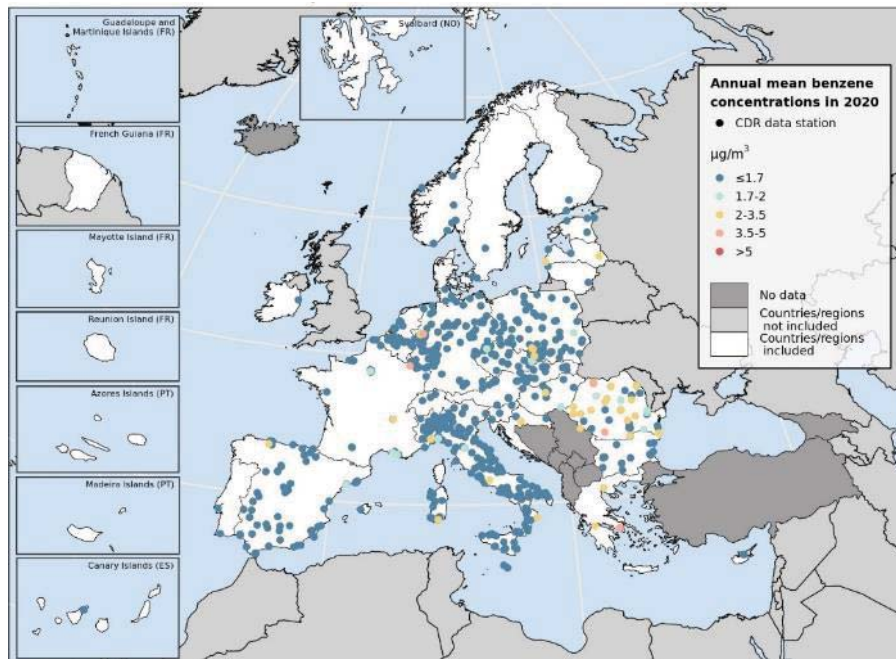 Guadeloupe and
Martinique Islands (FR)
Svalbard (NO)
French Guiana (FR)
Mayotte Island (FR)
Reunion Island (FR)
Azores Islands (PT)
Madeira Islands (PT)
Canary Islands (ES)
Annual mean benzene
concentrations in 2020
CDR data station
µg/m³
≤1.7
1.7-2
2-3.5
3.5-5
>5
No data
Countries/regions
not included
Countries/regions
included